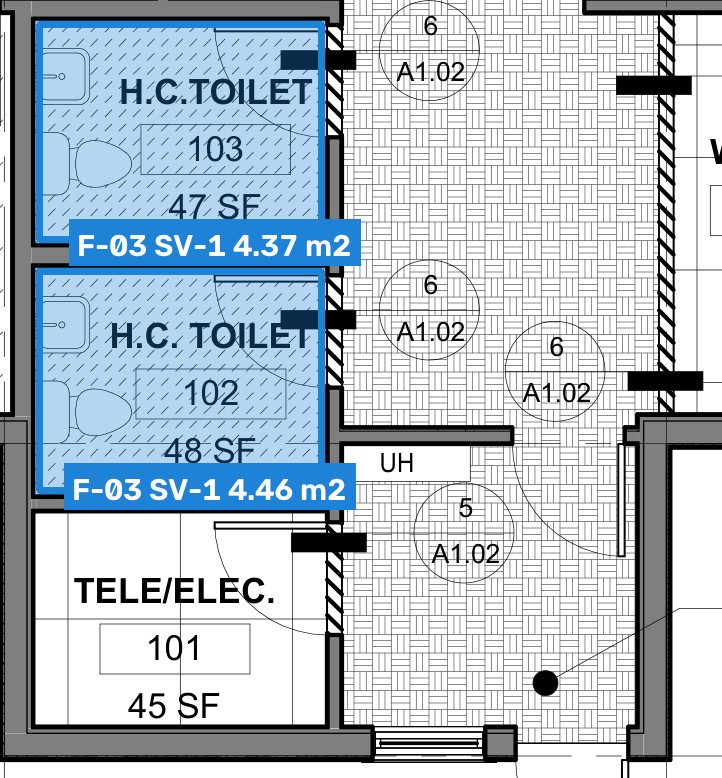 6
A1.02
H.C.TOILET
103
47 SF
F-03 SV-1 4.37 m2
6
A1.02
H.C. TOILET
6
A1.02
102
48 SF
F-03 SV-1 4.46 m2
UH
5
A1.02
TELE/ELEC.
101
45 SF